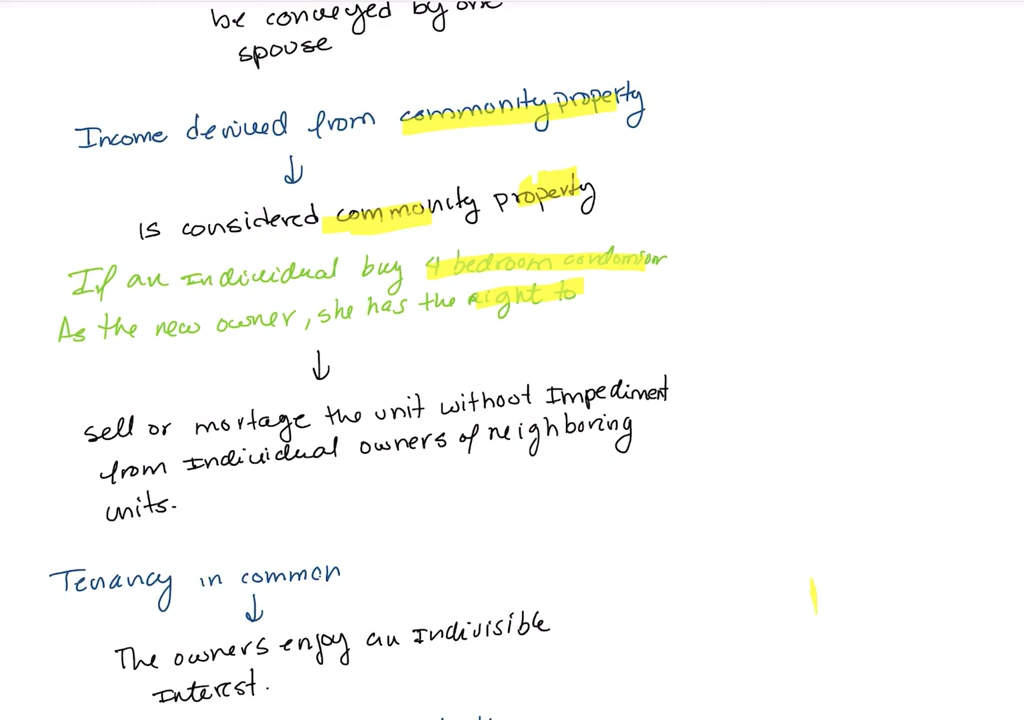 be conveyed by one
spouse
Income derived from community property
↓
is considered community property
If an individual buy 4 bedroom
As the new owner, she has the right to
↓
sell or mortage the unit without Impediment
from individual owners of neighboring
units.
Tenancy in common
↓
The owners enjoy an Indivisible
Interest.